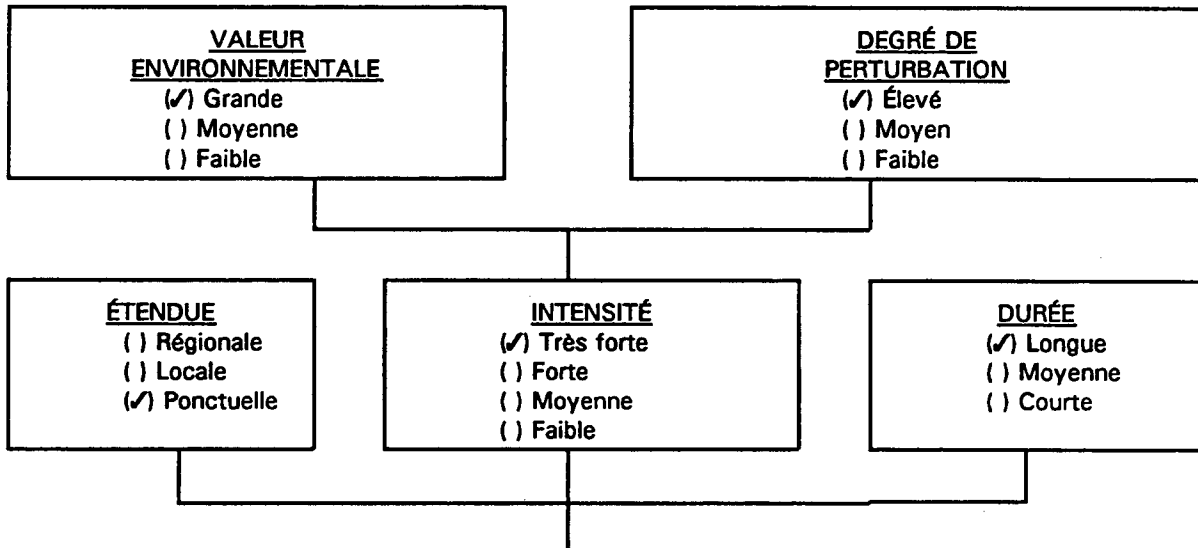 VALEUR
ENVIRONNEMENTALE
(✓) Grande
( ) Moyenne
( ) Faible
DEGRÉ DE
PERTURBATION
(✓) Élevé
( ) Moyen
( ) Faible
ÉTENDUE
( ) Régionale
( ) Locale
(✓) Ponctuelle
INTENSITÉ
(✓) Très forte
( ) Forte
( ) Moyenne
( ) Faible
DURÉE
(✓) Longue
( ) Moyenne
( ) Courte